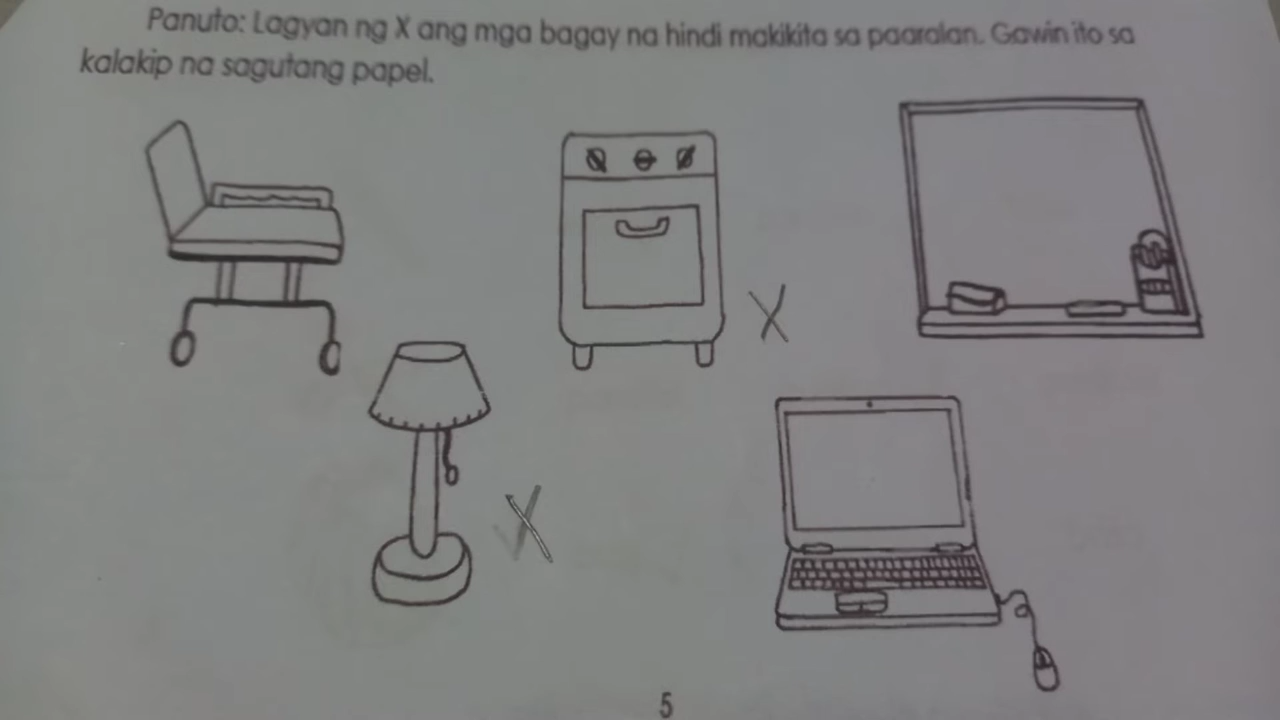 Panuto: Lagyan ng X ang mga bagay na hindi makikita sa paaralan. Gawin ito sa
kalakip na sagutang papel.
X
X
5